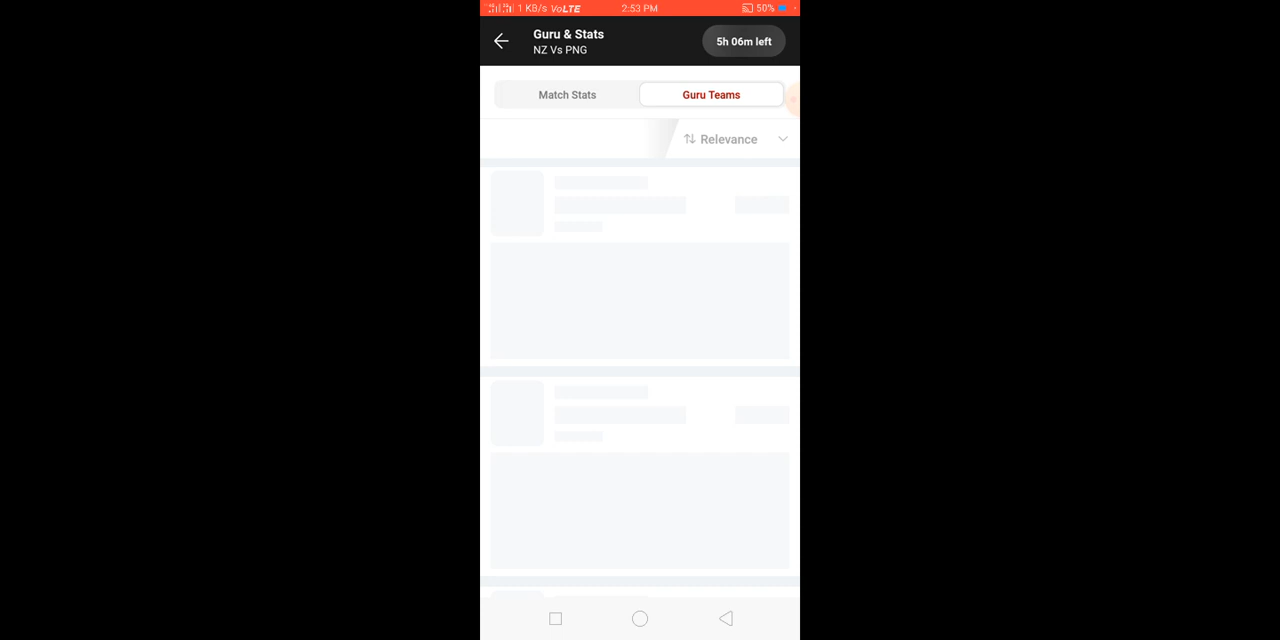 1 KB/s VoLTE 2:53 PM 50%
Guru & Stats
NZ Vs PNG
5h 06m left
Match Stats Guru Teams
Relevance